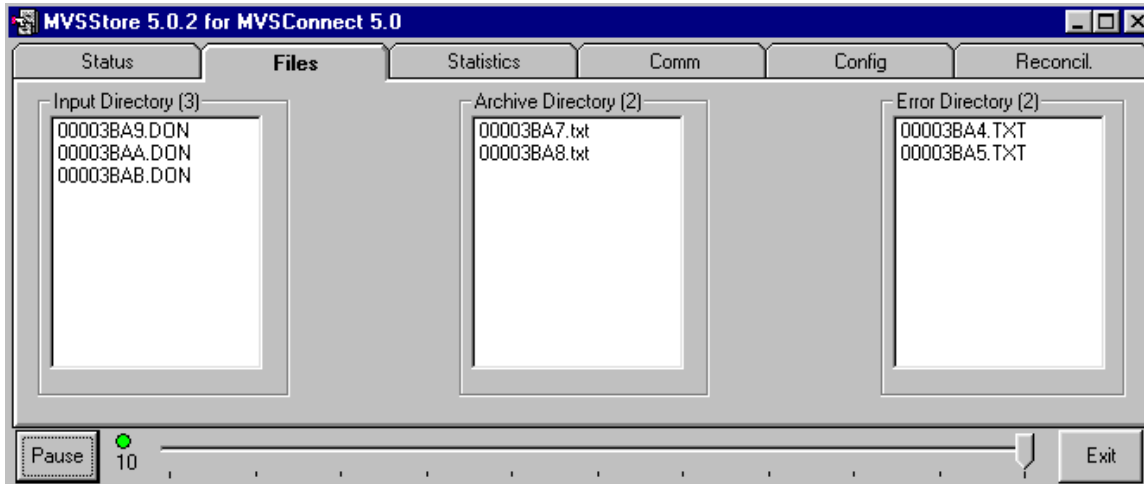 MVSStore 5.0.2 for MVSConnect 5.0
Status Files Statistics Comm Config Reconcil.
Input Directory (3)
00003BA9.DON
00003BAA.DON
00003BAB.DON
Archive Directory (2)
00003BA7.txt
00003BA8.txt
Error Directory (2)
00003BA4.TXT
00003BA5.TXT
Pause 10 Exit